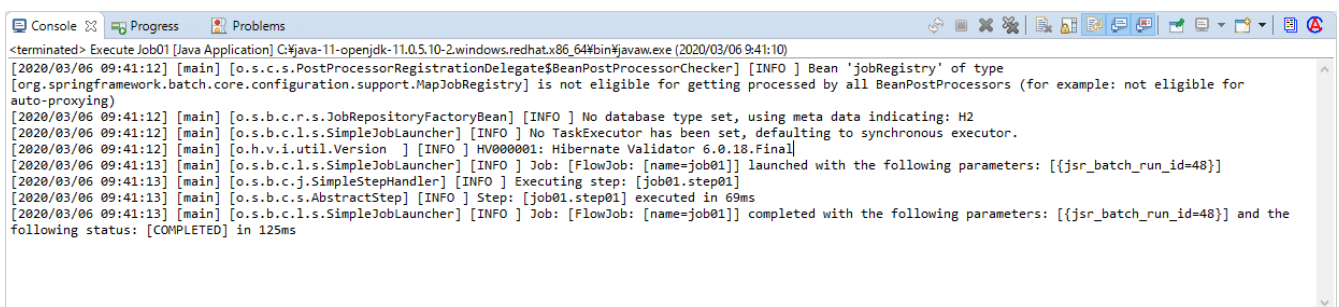 Console Progress Problems
<terminated> Execute Job01 [Java Application] C:¥java-11-openjdk-11.0.5.10-2.windows.redhat.x86_64¥bin¥javaw.exe (2020/03/06 9:41:10)
[2020/03/06 09:41:12] [main] [o.s.c.s.PostProcessorRegistrationDelegate$BeanPostProcessorChecker] [INFO ] Bean 'jobRegistry' of type
[org.springframework.batch.core.configuration.support.MapJobRegistry] is not eligible for getting processed by all BeanPostProcessors (for example: not eligible for
auto-proxying)
[2020/03/06 09:41:12] [main] [o.s.b.c.r.s.JobRepositoryFactoryBean] [INFO ] No database type set, using meta data indicating: H2
[2020/03/06 09:41:12] [main] [o.s.b.c.l.s.SimpleJobLauncher] [INFO ] No TaskExecutor has been set, defaulting to synchronous executor.
[2020/03/06 09:41:12] [main] [o.h.v.i.util.Version  ] [INFO ] HV000001: Hibernate Validator 6.0.18.Final
[2020/03/06 09:41:13] [main] [o.s.b.c.l.s.SimpleJobLauncher] [INFO ] Job: [FlowJob: [name=job01]] launched with the following parameters: [{jsr_batch_run_id=48}]
[2020/03/06 09:41:13] [main] [o.s.b.c.j.SimpleStepHandler] [INFO ] Executing step: [job01.step01]
[2020/03/06 09:41:13] [main] [o.s.b.c.s.AbstractStep] [INFO ] Step: [job01.step01] executed in 69ms
[2020/03/06 09:41:13] [main] [o.s.b.c.l.s.SimpleJobLauncher] [INFO ] Job: [FlowJob: [name=job01]] completed with the following parameters: [{jsr_batch_run_id=48}] and the
following status: [COMPLETED] in 125ms